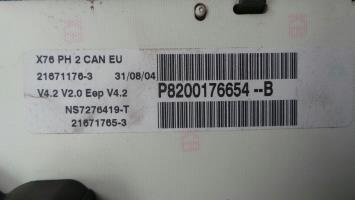 X76 PH 2 CAN EU
21671176-3 31/08/04
V4.2 V2.0 Eep V4.2
P8200176654--B
NS7276419-T
21671765-3